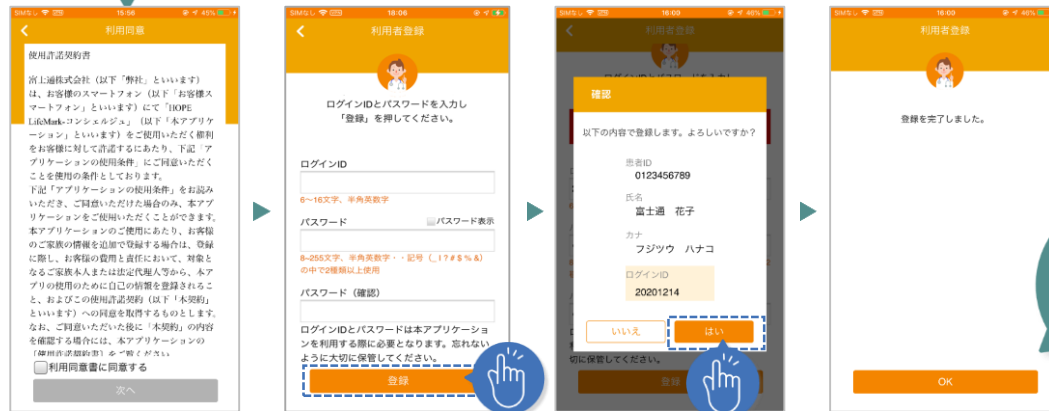 SIMなし 15:56 45%
利用同意
使用許諾契約書
富士通株式会社（以下「弊社」といいます）
は、お客様のスマートフォン（以下「お客様ス
マートフォン」といいます）にて「HOPE
LifeMark-コンシェルジュ」（以下「本アプリケ
ーション」といいます）をご使用いただく権利
をお客様に対して許諾するにあたり、下記「ア
プリケーションの使用条件」にご同意いただく
ことを使用の条件としております。
下記「アプリケーションの使用条件」をお読み
いただき、ご同意いただけた場合のみ、本アプ
リケーションをご使用いただくことができます。
本アプリケーションのご使用にあたり、お客様
のご家族の情報を追加で登録する場合は、登録
に際し、お客様の費用と責任において、対象と
なるご家族本人または法定代理人等から、本ア
プリの使用のために自己の情報を登録されるこ
と、およびこの使用許諾契約（以下「本契約」
といいます）への同意を取得するものとします。
なお、ご同意いただいた後に「本契約」の内容
を確認する場合には、本アプリケーションの
「使用許諾契約書」をご覧ください
利用同意書に同意する
次へ
SIMなし 16:06
利用者登録
ログインIDとパスワードを入力し
「登録」を押してください。
ログインID
6〜16文字、半角英数字
パスワード
パスワード表示
8-255文字、半角英数字・・記号（_ ! ? # $ % &）
の中で2種類以上使用
パスワード（確認）
ログインIDとパスワードは本アプリケーショ
ンを利用する際に必要となります。忘れない
ように大切に保管してください。
登録
SIMなし 16:00 46%
利用者登録
確認
以下の内容で登録します。よろしいですか？
患者ID
0123456789
氏名
富士通 花子
カナ
フジツウ ハナコ
ログインID
20201214
いいえ
はい
切に保管してください。
登録
SIMなし 16:00 46%
利用者登録
登録を完了しました。
OK